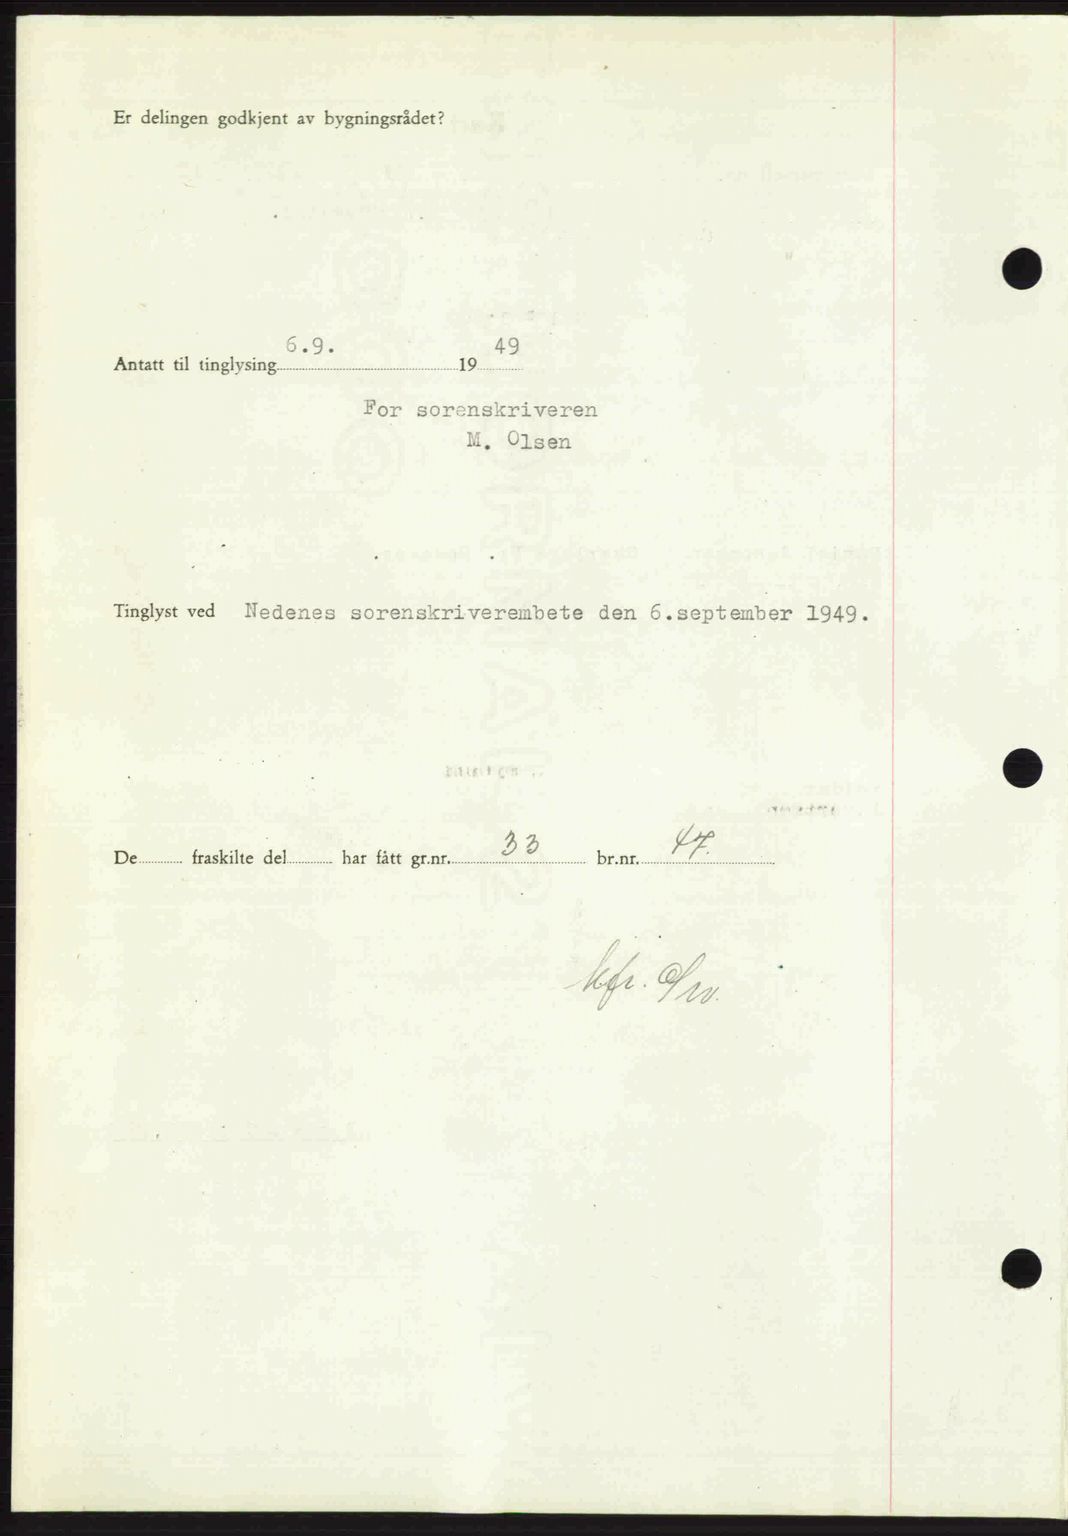 Er delingen godkjent av bygningsrådet?
Antatt til tinglysing 6.9. 19 49
For sorenskriveren
M. Olsen
Tinglyst ved Nedenes sorenskriverembete den 6.september 1949.
De fraskilte del har fått gr.nr. 33 br.nr. 47.
kfr.